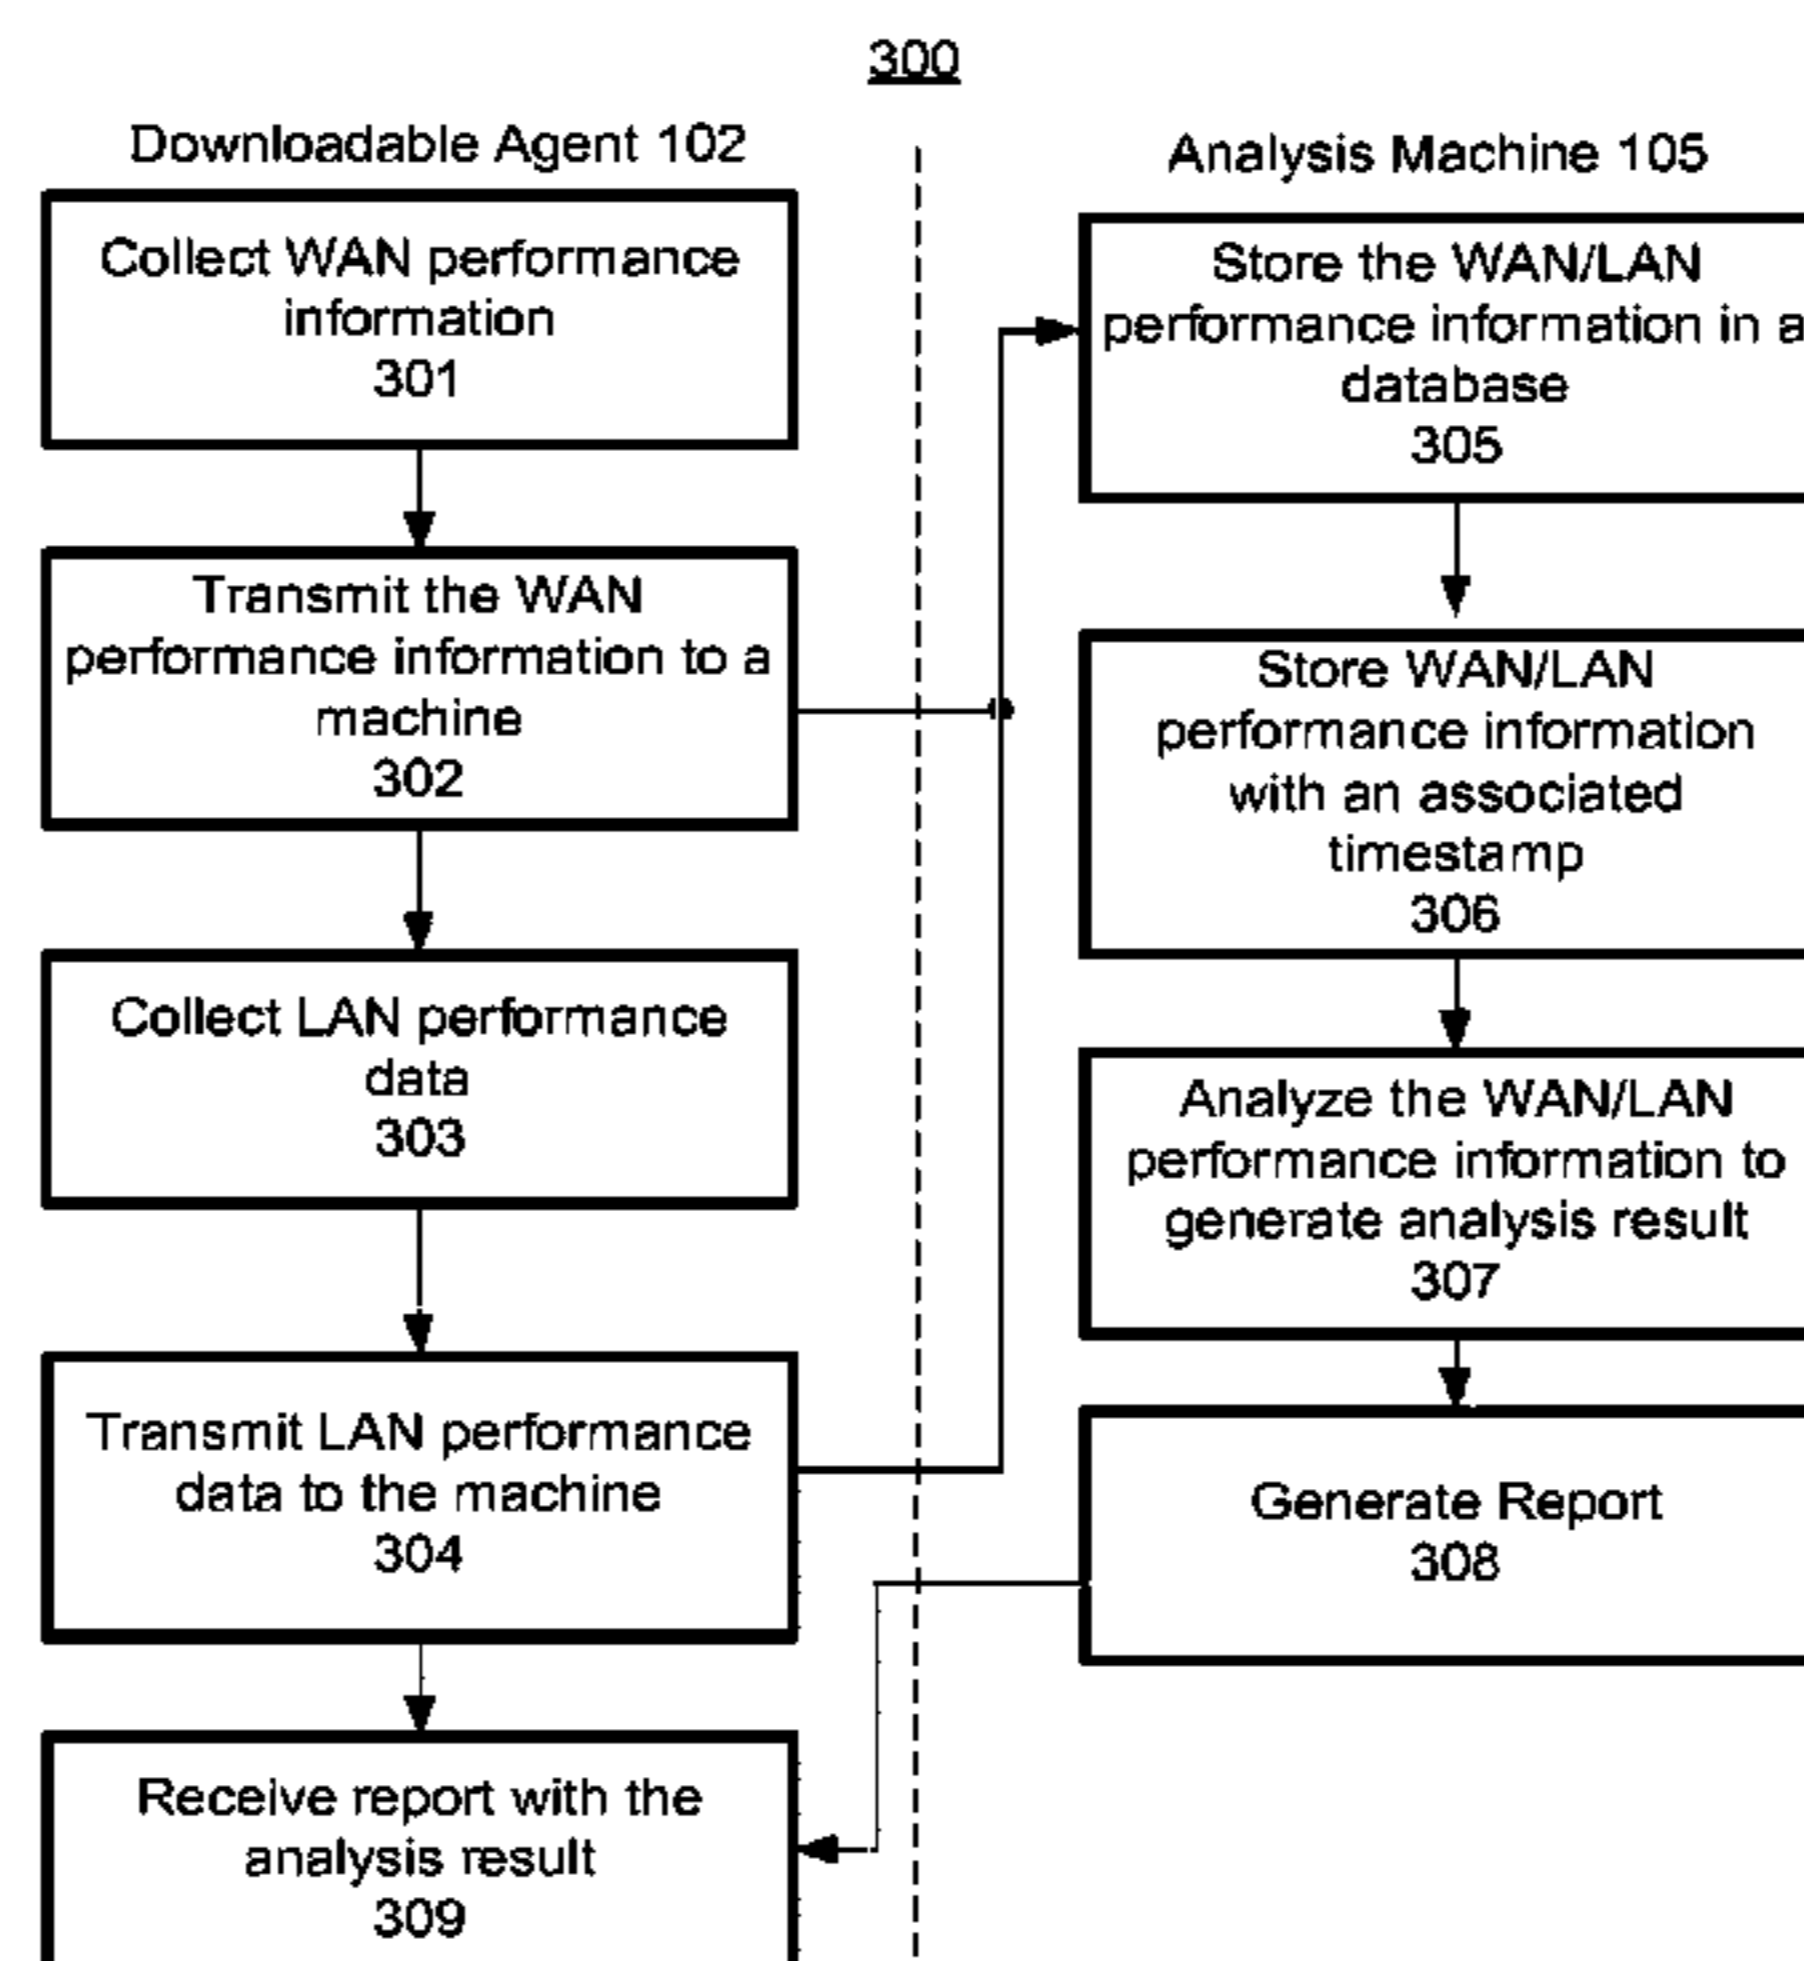 300
Downloadable Agent 102
Collect WAN performance
information
301
Transmit the WAN
performance information to a
machine
302
Collect LAN performance
data
303
Transmit LAN performance
data to the machine
304
Receive report with the
analysis result
309
Analysis Machine 105
Store the WAN/LAN
performance information in a
database
305
Store WAN/LAN
performance information
with an associated
timestamp
306
Analyze the WAN/LAN
performance information to
generate analysis result
307
Generate Report
308